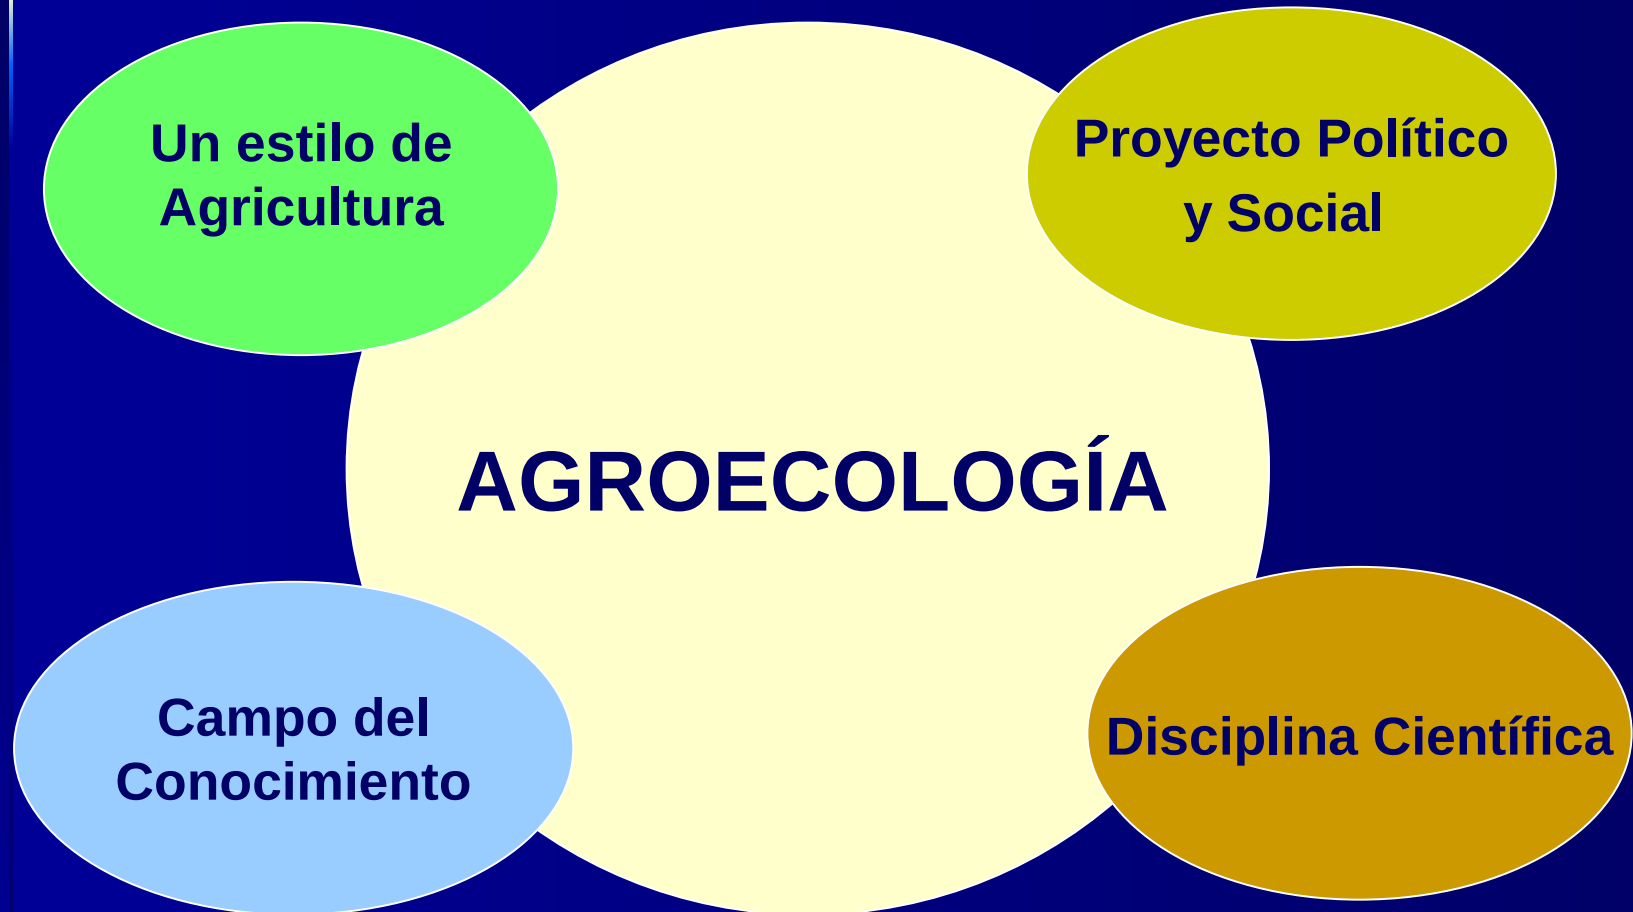 Un estilo de
Agricultura
Proyecto Político
y Social
AGROECOLOGÍA
Campo del
Conocimiento
Disciplina Científica